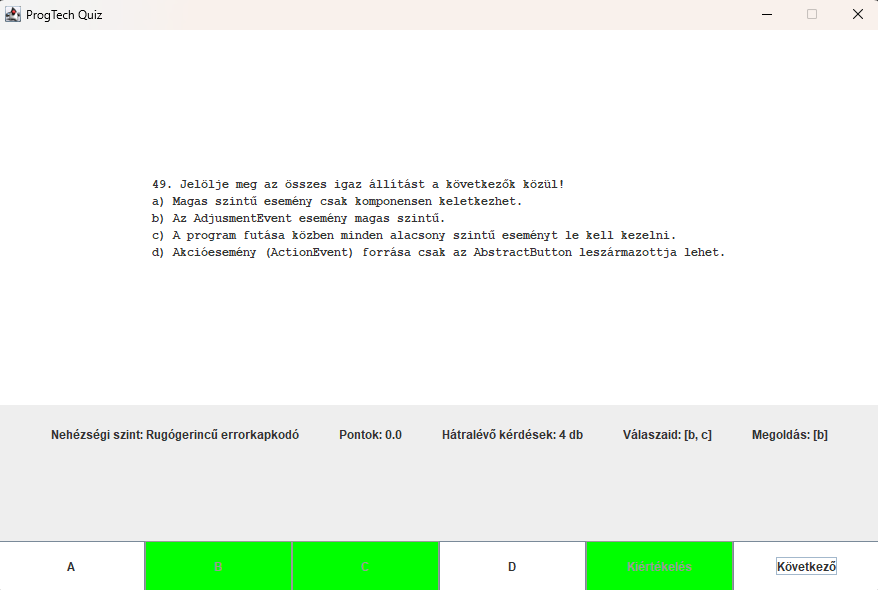 ProgTech Quiz
49. Jelölje meg az összes igaz állítást a következők közül!
a) Magas szintű esemény csak komponensen keletkezhet.
b) Az AdjusmentEvent esemény magas szintű.
c) A program futása közben minden alacsony szintű eseményt le kell kezelni.
d) Akcióesemény (ActionEvent) forrása csak az AbstractButton leszármazottja lehet.
Nehézségi szint: Rugógerincű errorkapkodó Pontok: 0.0 Hátralévő kérdések: 4 db Válaszaid: [b, c] Megoldás: [b]
A B C D Kiértékelés Következő